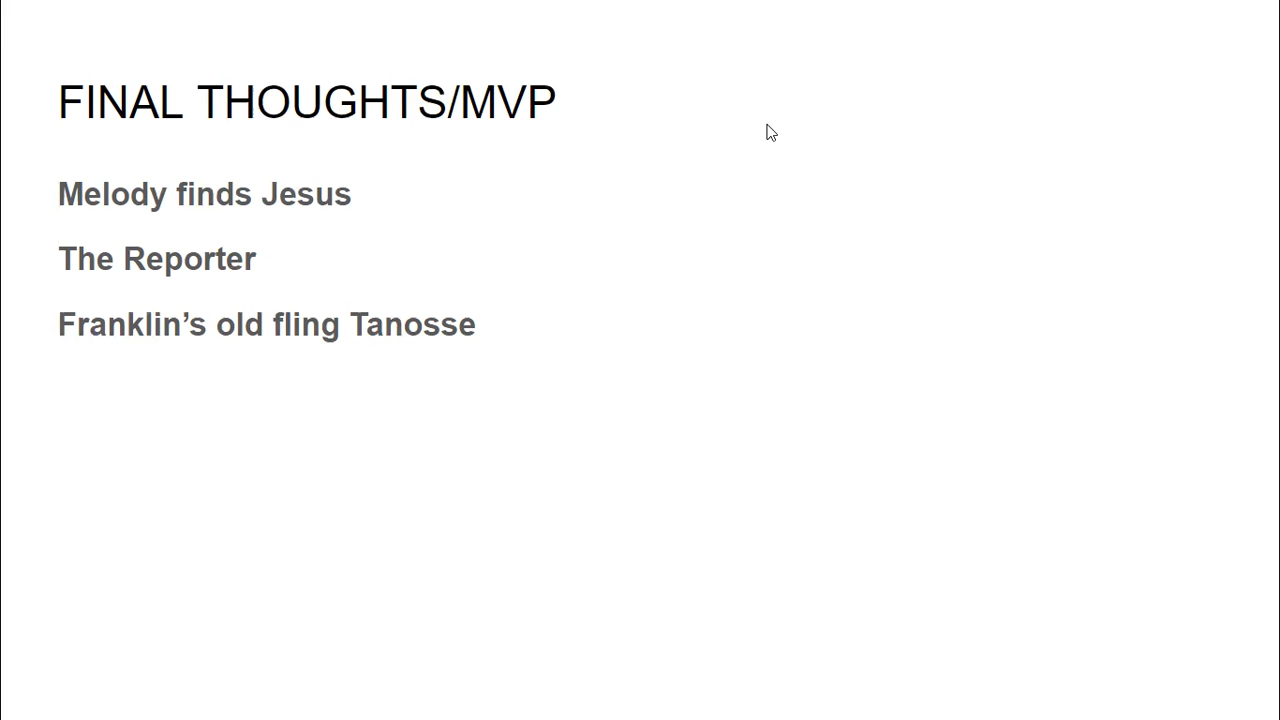 FINAL THOUGHTS/MVP
Melody finds Jesus
The Reporter
Franklin’s old fling Tanosse